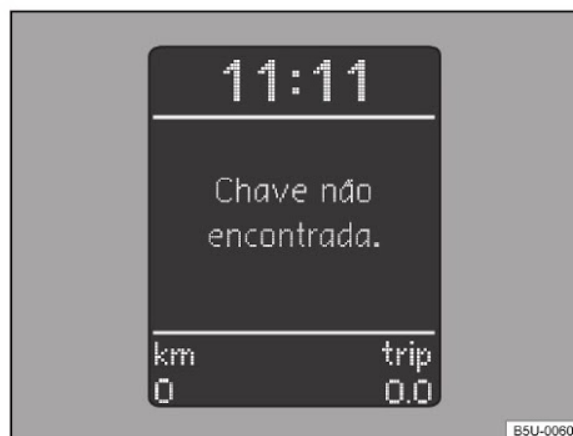 11:11
Chave não
encontrada.
km trip
0 0.0
B5U-0060